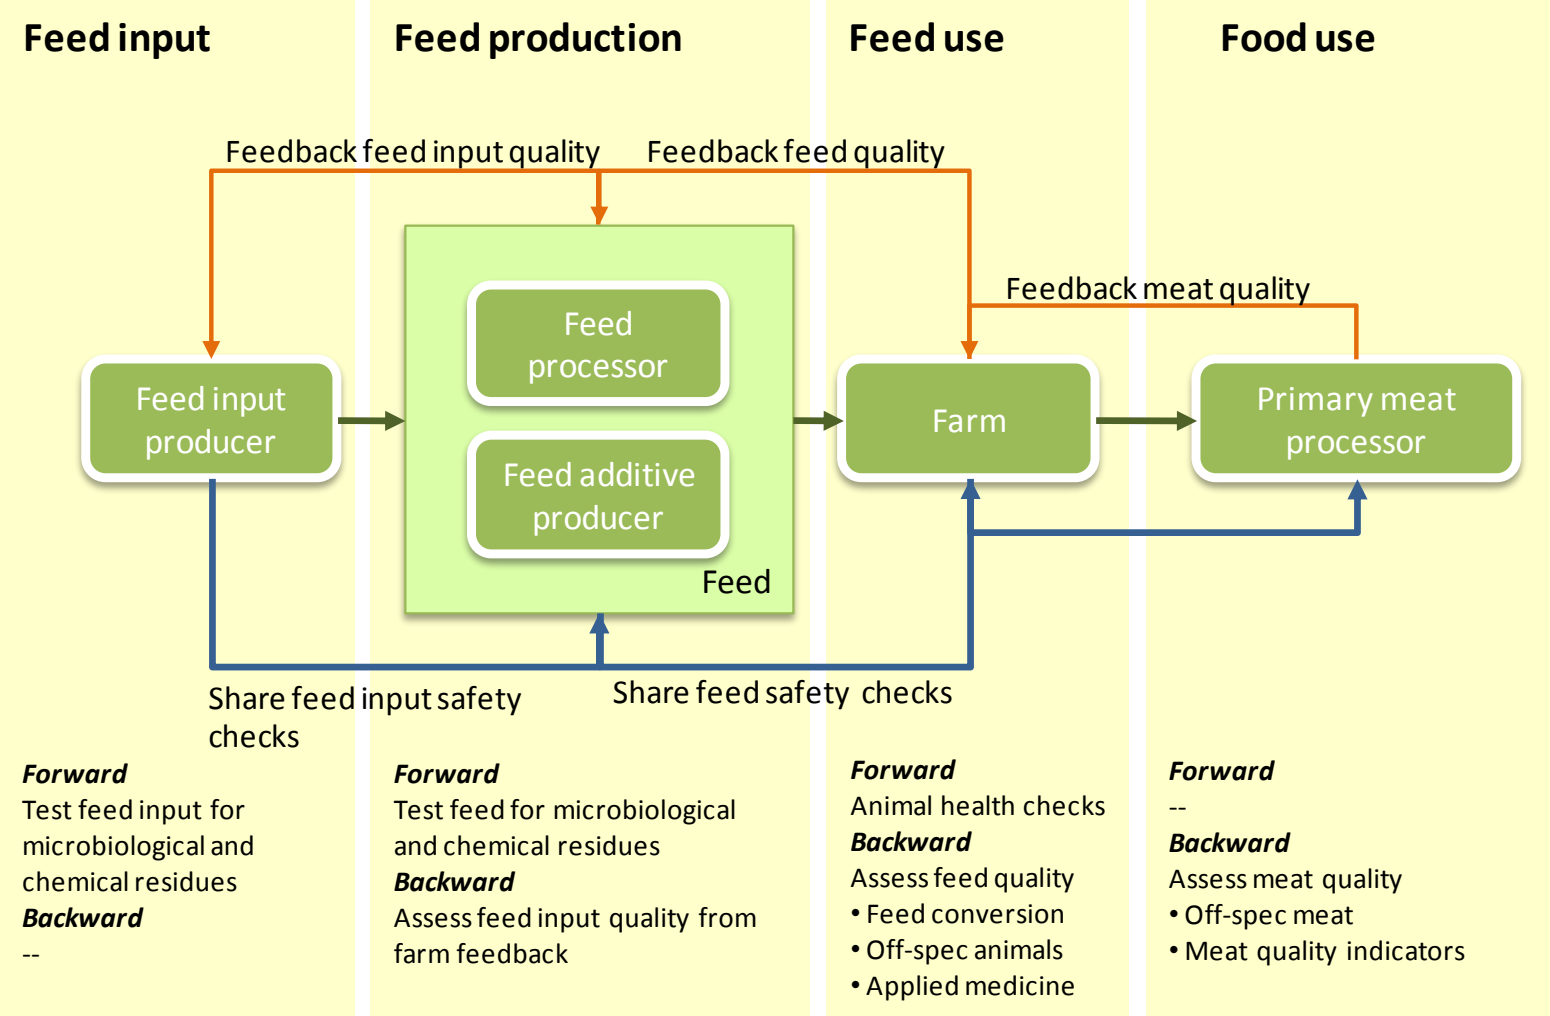 Feed input
Feed production
Feed use
Food use
Feedback feed input quality
Feedback feed quality
Feedback meat quality
Feed input
producer
Feed
processor
Feed additive
producer
Feed
Farm
Primary meat
processor
Share feed input safety
checks
Share feed safety checks
Forward
Test feed input for
microbiological and
chemical residues
Backward
--
Forward
Test feed for microbiological
and chemical residues
Backward
Assess feed input quality from
farm feedback
Forward
Animal health checks
Backward
Assess feed quality
• Feed conversion
• Off-spec animals
• Applied medicine
Forward
--
Backward
Assess meat quality
• Off-spec meat
• Meat quality indicators